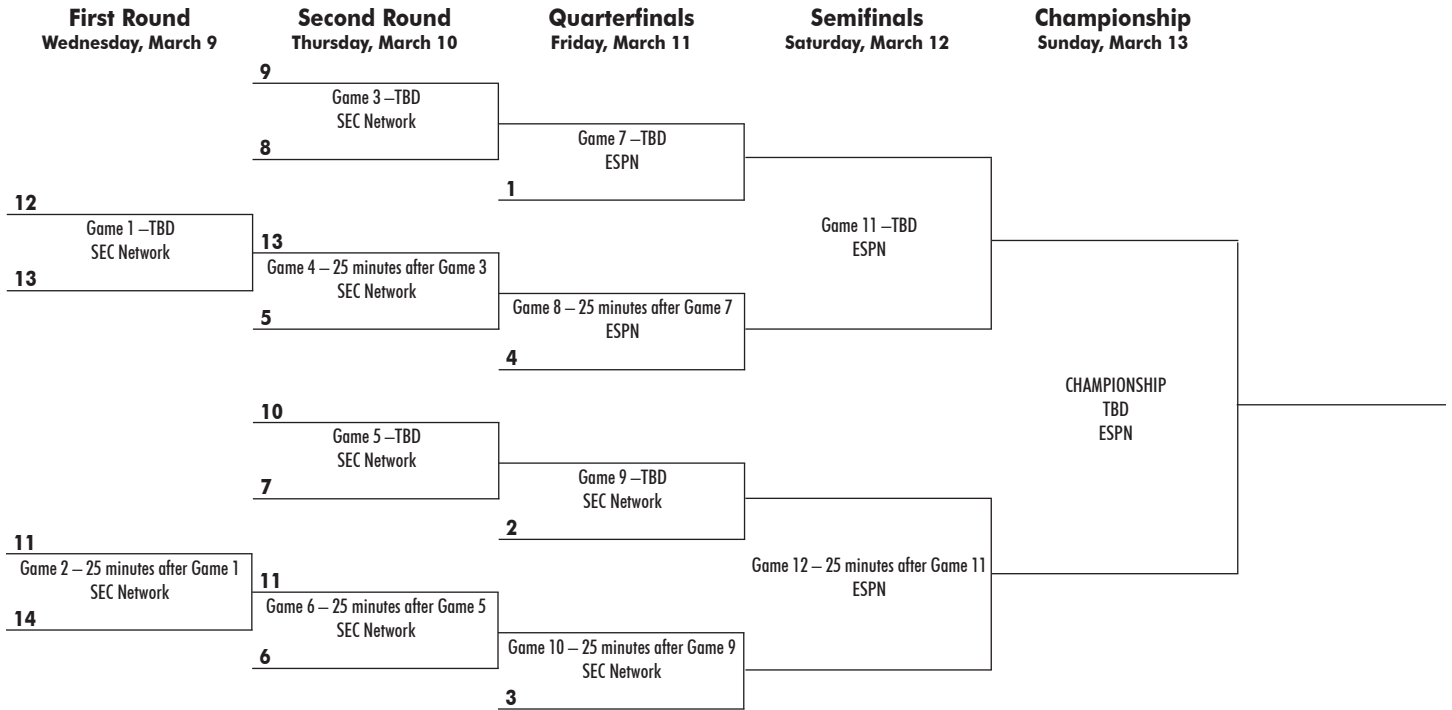 First Round
Wednesday, March 9
Second Round
Thursday, March 10
Quarterfinals
Friday, March 11
Semifinals
Saturday, March 12
Championship
Sunday, March 13
12
Game 1 –TBD
SEC Network
13
11
Game 2 – 25 minutes after Game 1
SEC Network
14
9
Game 3 –TBD
SEC Network
8
13
Game 4 – 25 minutes after Game 3
SEC Network
5
10
Game 5 –TBD
SEC Network
7
11
Game 6 – 25 minutes after Game 5
SEC Network
6
Game 7 –TBD
ESPN
1
Game 8 – 25 minutes after Game 7
ESPN
4
Game 9 –TBD
SEC Network
2
Game 10 – 25 minutes after Game 9
SEC Network
3
Game 11 –TBD
ESPN
Game 12 – 25 minutes after Game 11
ESPN
CHAMPIONSHIP
TBD
ESPN